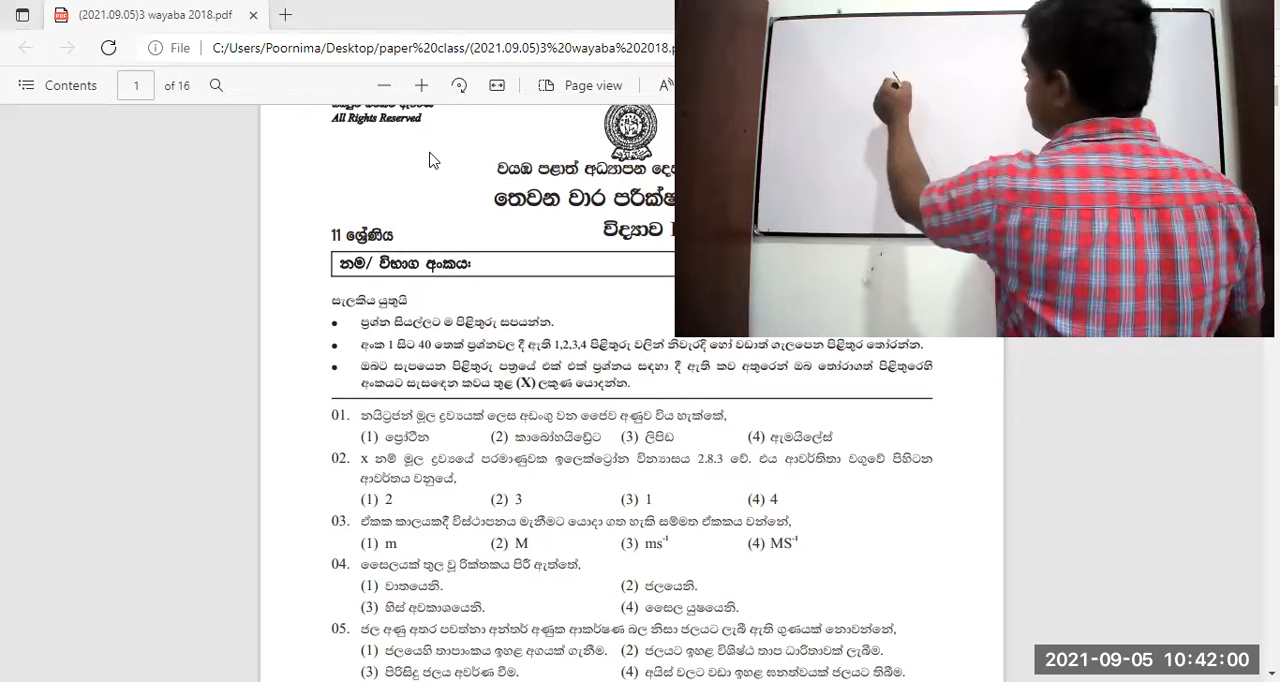 (2021.09.05)3 wayaba 2018.pdf
File
C:/Users/Poornima/Desktop/paper%20class/(2021.09.05)3%20wayaba%202018.p
Contents
1 of 16
Page view
All Rights Reserved
වයඹ පළාත් අධ්‍යාපන
තෙවන වාර
විද්‍යාව I
11 ශ්‍රේණිය
නම/ විභාග අංකය:
සැලකිය යුතුයි
• ප්‍රශ්න සියල්ලට ම පිළිතුරු සපයන්න.
• අංක 1 සිට 40 තෙක් ප්‍රශ්නවල දී ඇති 1,2,3,4 පිළිතුරු වලින් නිවැරදි හෝ වඩාත් ගැලපෙන පිළිතුර තෝරන්න.
• ඔබට සැපයෙන පිළිතුරු පත්‍රයේ එක් එක් ප්‍රශ්නය සඳහා දී ඇති කව අතුරෙන් ඔබ තෝරාගත් පිළිතුරෙහි
අංකයට සැසඳෙන කවය තුළ (X) ලකුණ යොදන්න.
01. නයිට්‍රජන් මූල ද්‍රව්‍යයක් ලෙස අඩංගු වන ජෛව අණුව විය හැක්කේ,
(1) ප්‍රෝටීන (2) කාබෝහයිඩ්‍රේට (3) ලිපිඩ (4) ඇමයිලේස්
02. x නම් මූල ද්‍රව්‍යයේ පරමාණුවක ඉලෙක්ට්‍රෝන වින්‍යාසය 2.8.3 වේ. එය ආවර්තිතා වගුවේ පිහිටන
ආවර්තය වනුයේ,
(1) 2 (2) 3 (3) 1 (4) 4
03. ඒකක කාලයකදී විස්ථාපනය මැනීමට යොදා ගත හැකි සම්මත ඒකකය වන්නේ,
(1) m (2) M (3) ms⁻¹ (4) MS⁻¹
04. සෛලයක් තුල වූ රික්තකය පිරී ඇත්තේ,
(1) වාතයෙනි. (2) ජලයෙනි.
(3) හිස් අවකාශයෙනි. (4) සෛල යුෂයෙනි.
05. ජල අණු අතර පවත්නා අන්තර් අණුක ආකර්ෂණ බල නිසා ජලයට ලැබී ඇති ගුණයක් නොවන්නේ,
(1) ජලයෙහි තාපාංකය ඉහළ අගයක් ගැනීම. (2) ජලයට ඉහළ විශිෂ්ඨ තාප ධාරිතාවක් ලැබීම.
(3) පිරිසිදු ජලය අවර්ණ වීම. (4) අයිස් වලට වඩා ඉහළ ඝනත්වයක් ජලයට තිබීම.
2021-09-05 10:42:00